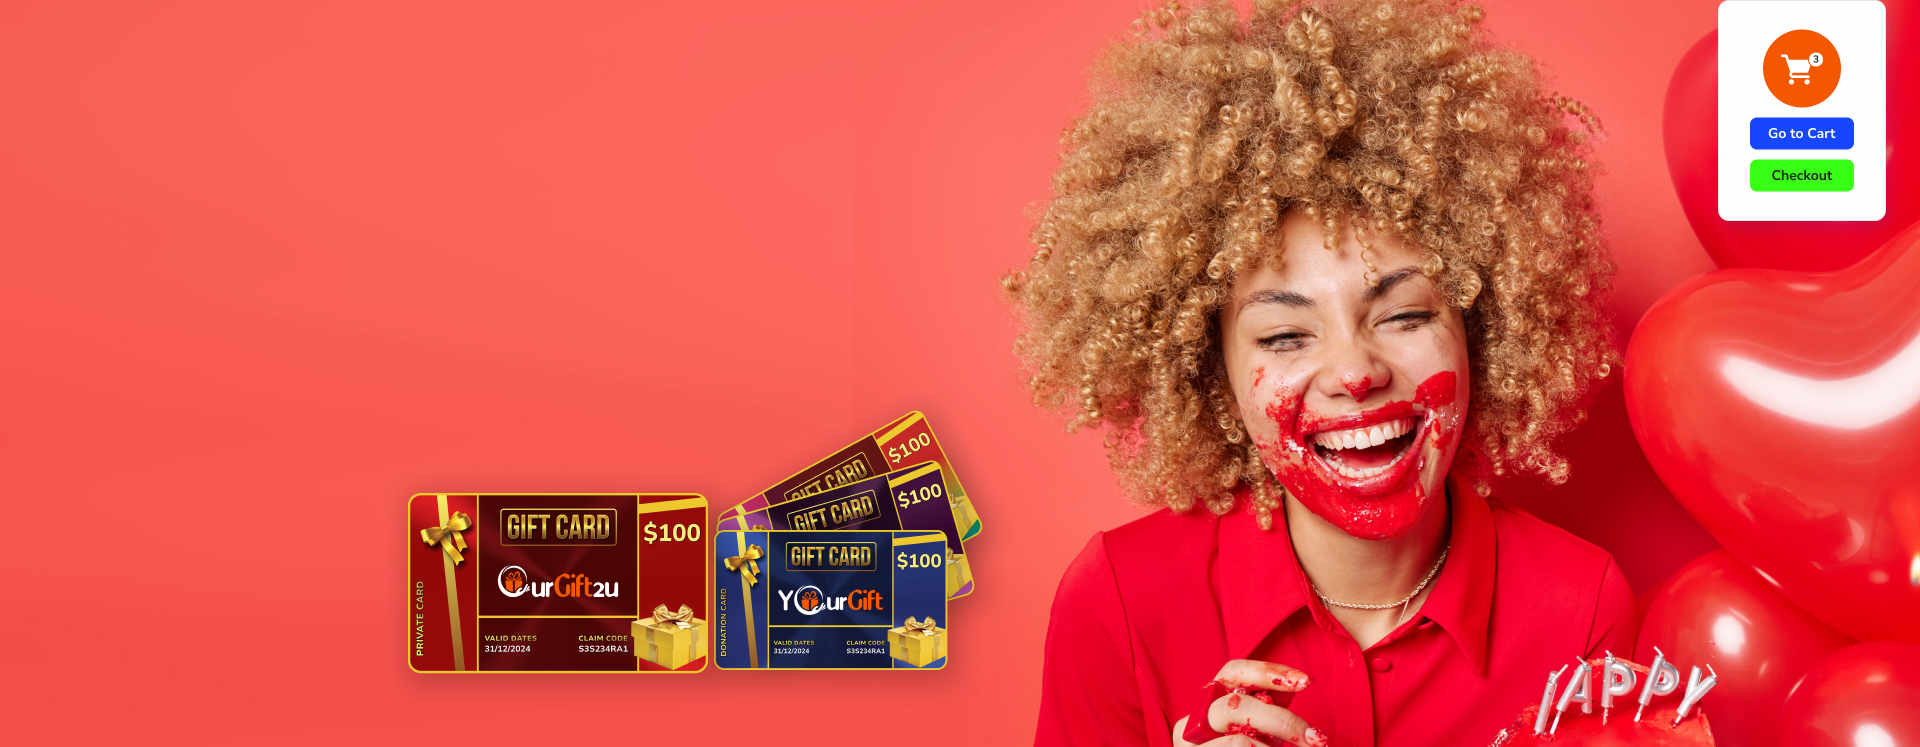 3
Go to Cart
Checkout
$100
GIFT CARD
$100
GIFT CARD
GIFT CARD
$100
OurGift2u
PRIVATE CARD
VALID DATES
31/12/2024
CLAIM CODE
S3S234RA1
GIFT CARD
$100
YOurGift
DONATION CARD
VALID DATES
31/12/2024
CLAIM CODE
S3S234RA1
APPY